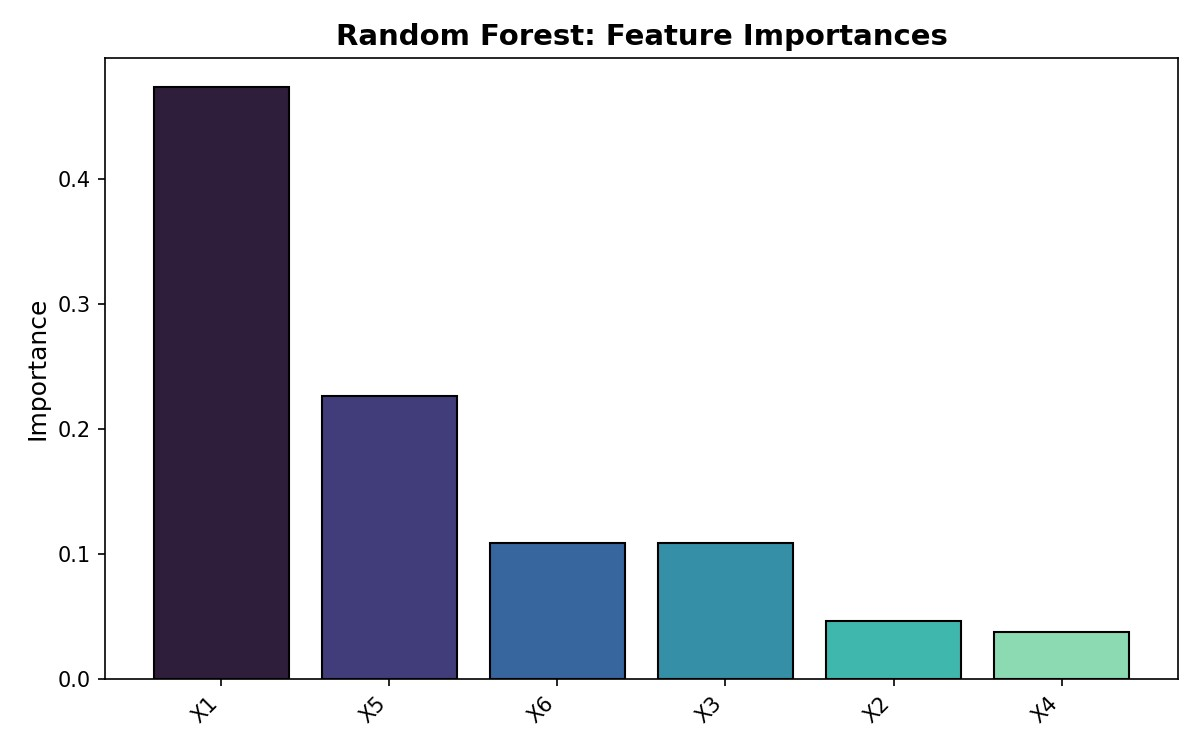 Random Forest: Feature Importances
Importance
0.4
0.3
0.2
0.1
0.0
X1
X5
X6
X3
X2
X4